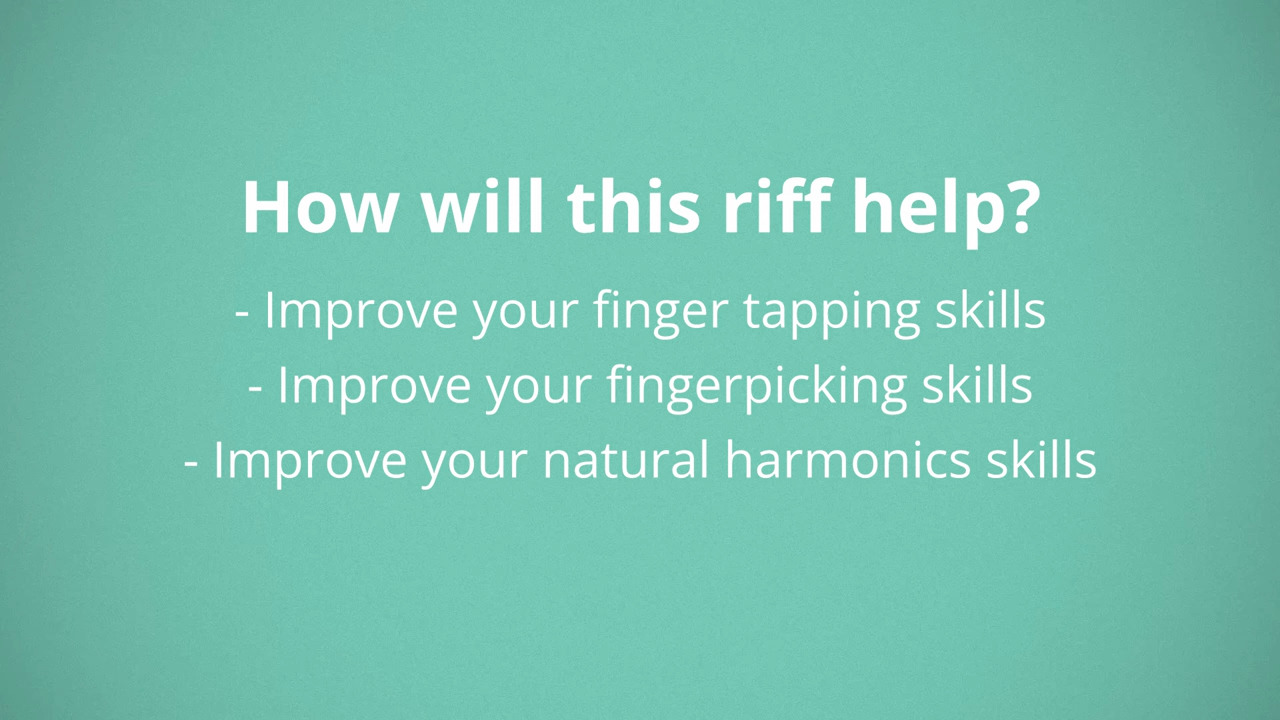 How will this riff help?
- Improve your finger tapping skills
- Improve your fingerpicking skills
- Improve your natural harmonics skills